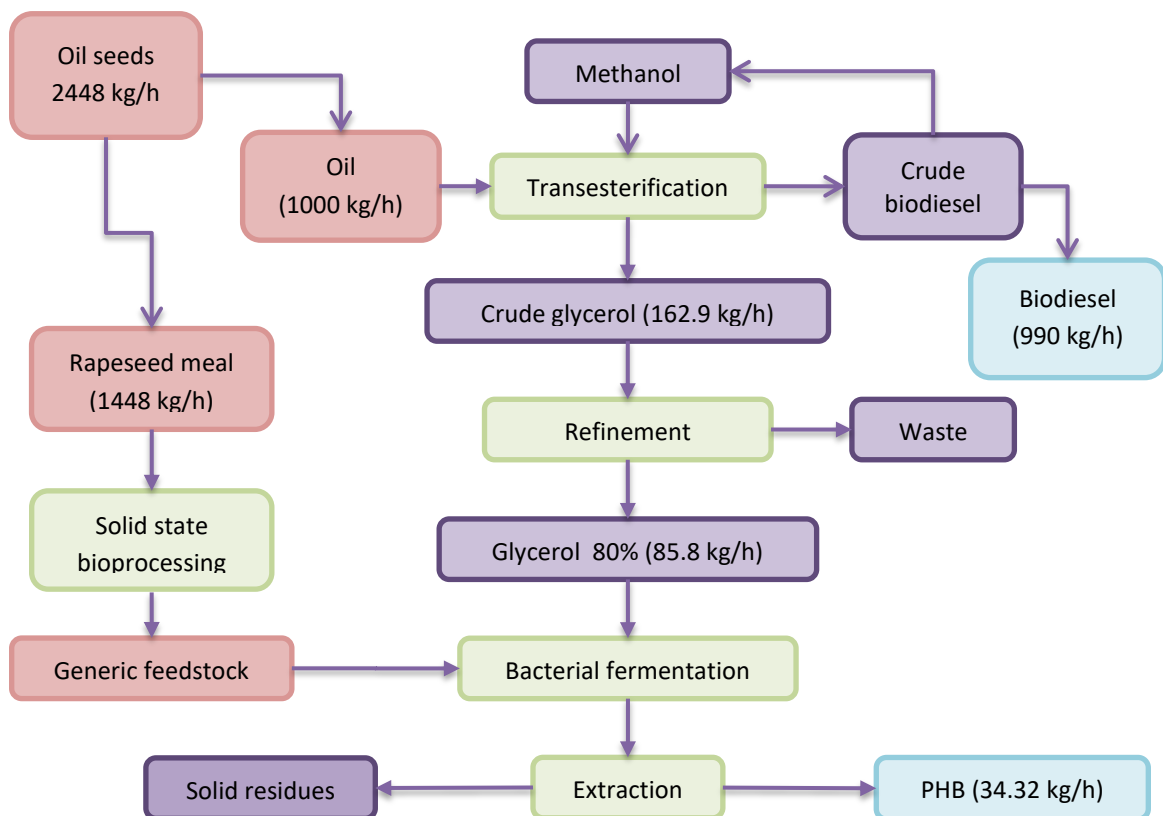 Oil seeds
2448 kg/h
Methanol
Oil
(1000 kg/h)
Transesterification
Crude
biodiesel
Crude glycerol (162.9 kg/h)
Biodiesel
(990 kg/h)
Rapeseed meal
(1448 kg/h)
Refinement
Waste
Solid state
bioprocessing
Glycerol  80% (85.8 kg/h)
Generic feedstock
Bacterial fermentation
Solid residues
Extraction
PHB (34.32 kg/h)